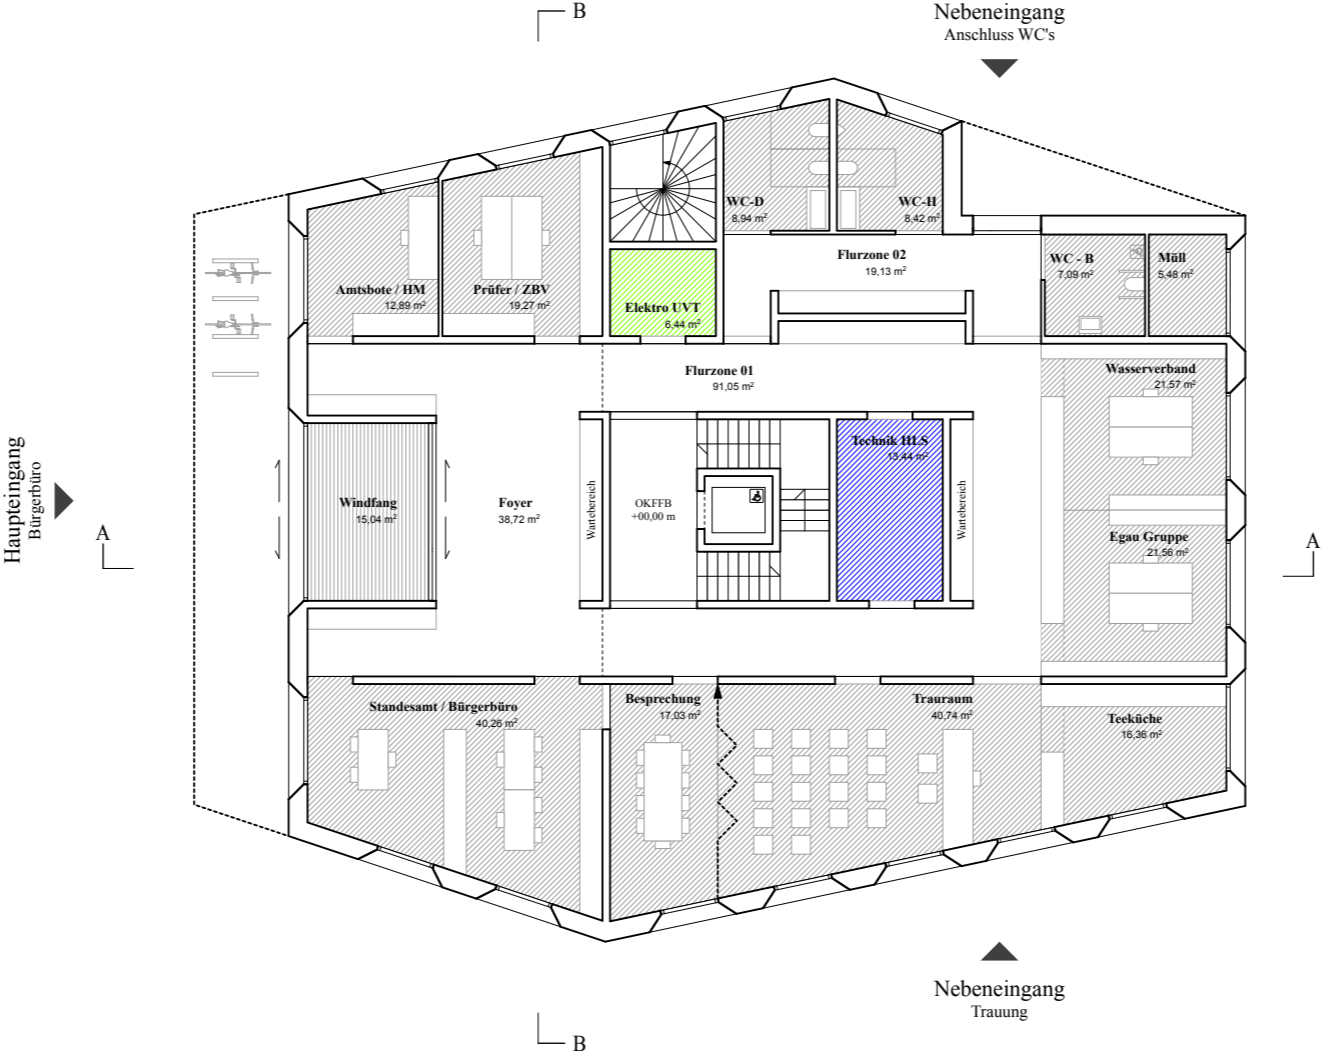 B
Nebeneingang
Anschluss WC's
WC-D
8,94 m²
WC-H
8,42 m²
Flurzone 02
19,13 m²
WC - B
7,09 m²
Müll
5,48 m²
Amtsbote / HM
12,89 m²
Prüfer / ZBV
19,27 m²
Elektro UVT
6,44 m²
Flurzone 01
91,05 m²
Wasserverband
21,57 m²
Technik HLS
13,44 m²
Haupteingang
Bürgerbüro
A
Windfang
15,04 m²
Foyer
38,72 m²
Wartebereich
OKFFB
+00,00 m
Wartebereich
Egau Gruppe
21,56 m²
A
Standesamt / Bürgerbüro
40,26 m²
Besprechung
17,03 m²
Trauraum
40,74 m²
Teeküche
16,36 m²
Nebeneingang
Trauung
B